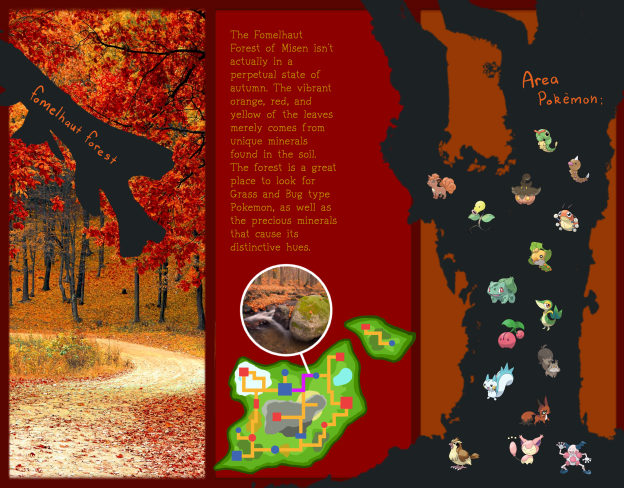 fomelhaut forest
The Fomelhaut
Forest of Misen isn't
actually in a
perpetual state of
autumn. The vibrant
orange, red, and
yellow of the leaves
merely comes from
unique minerals
found in the soil.
The forest is a great
place to look for
Grass and Bug type
Pokemon, as well as
the precious minerals
that cause its
distinctive hues.
Area
Pokèmon: